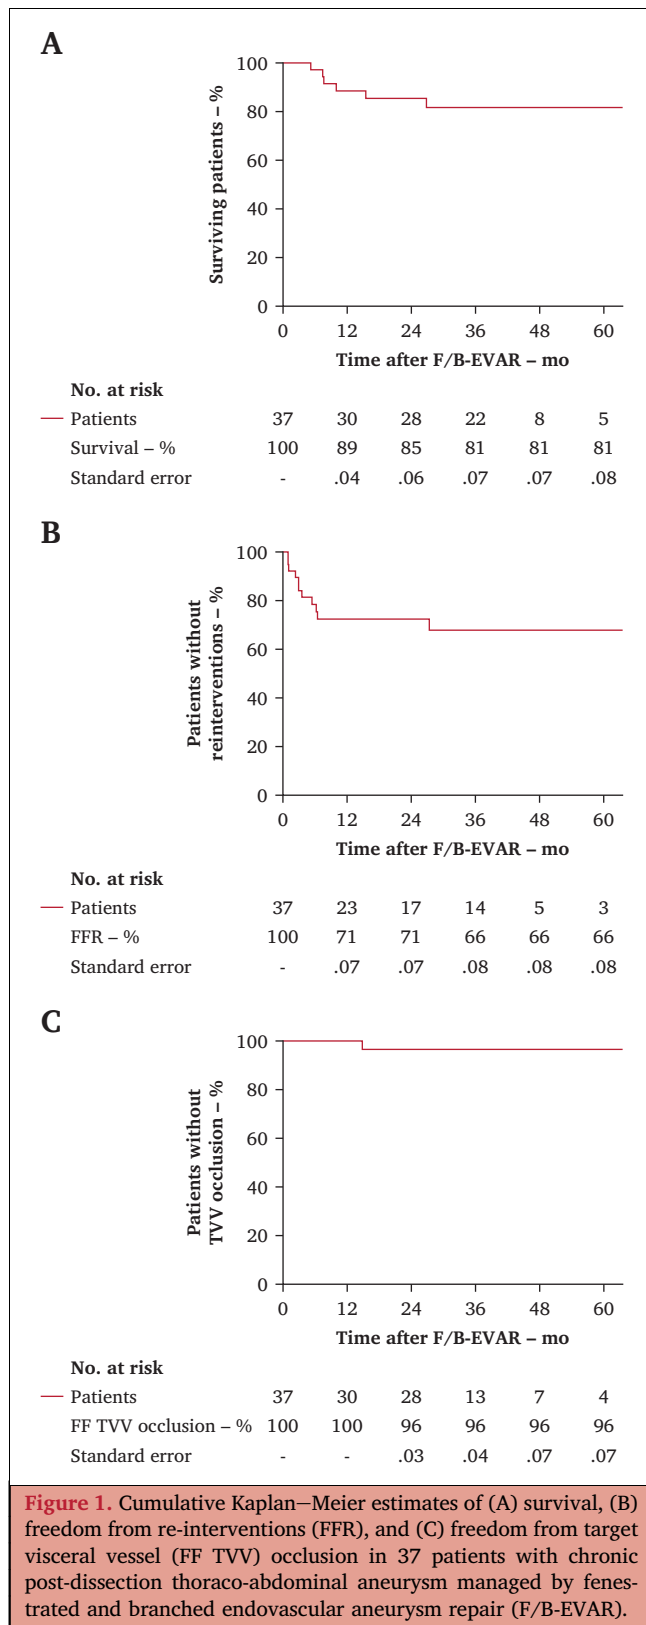 A
Surviving patients – %
100
80
60
40
20
0
0 12 24 36 48 60
Time after F/B-EVAR – mo
No. at risk
Patients 37 30 28 22 8 5
Survival – % 100 89 85 81 81 81
Standard error - .04 .06 .07 .07 .08
B
Patients without
reinterventions – %
100
80
60
40
20
0
0 12 24 36 48 60
Time after F/B-EVAR – mo
No. at risk
Patients 37 23 17 14 5 3
FFR – % 100 71 71 66 66 66
Standard error - .07 .07 .08 .08 .08
C
Patients without
TVV occlusion – %
100
80
60
40
20
0
0 12 24 36 48 60
Time after F/B-EVAR – mo
No. at risk
Patients 37 30 28 13 7 4
FF TVV occlusion – % 100 100 96 96 96 96
Standard error - - .03 .04 .07 .07
Figure 1. Cumulative Kaplan–Meier estimates of (A) survival, (B)
freedom from re-interventions (FFR), and (C) freedom from target
visceral vessel (FF TVV) occlusion in 37 patients with chronic
post-dissection thoraco-abdominal aneurysm managed by fenes-
trated and branched endovascular aneurysm repair (F/B-EVAR).